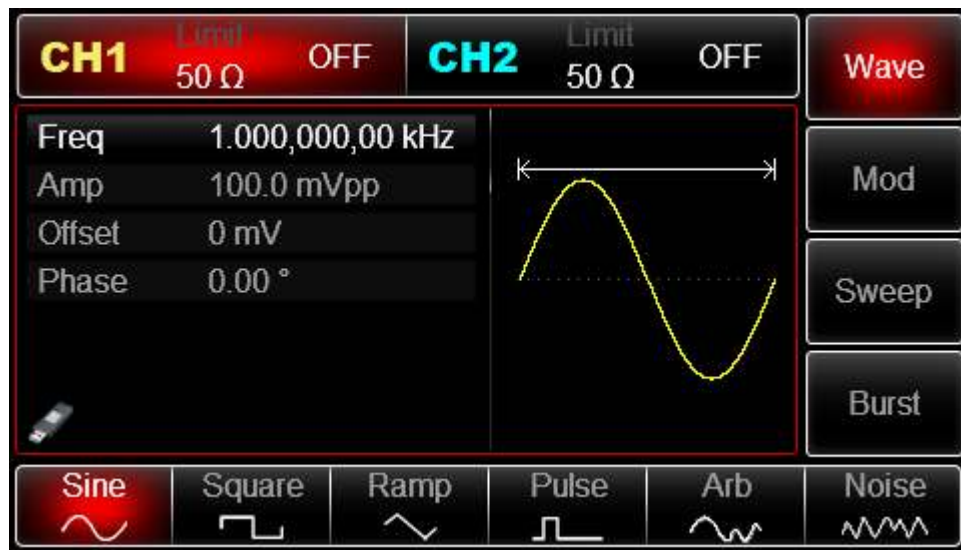 CH1 Limit 50 Ω OFF
CH2 Limit 50 Ω OFF
Wave
Freq 1.000,000,00 kHz
Amp 100.0 mVpp
Offset 0 mV
Phase 0.00 °
Mod
Sweep
Burst
Sine Square Ramp Pulse Arb Noise